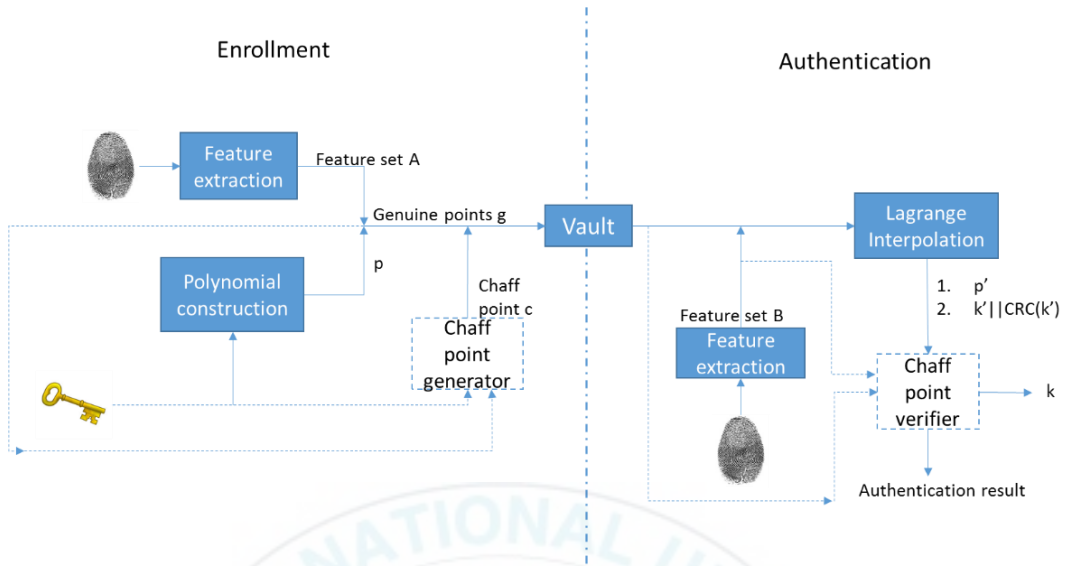 Enrollment
Authentication
Feature
extraction
Feature set A
Genuine points g
Vault
Lagrange
Interpolation
p
Polynomial
construction
Chaff
point c
Chaff
point
generator
1. p’
2. k’||CRC(k’)
Feature set B
Feature
extraction
Chaff
point
verifier
k
Authentication result
NATIONAL